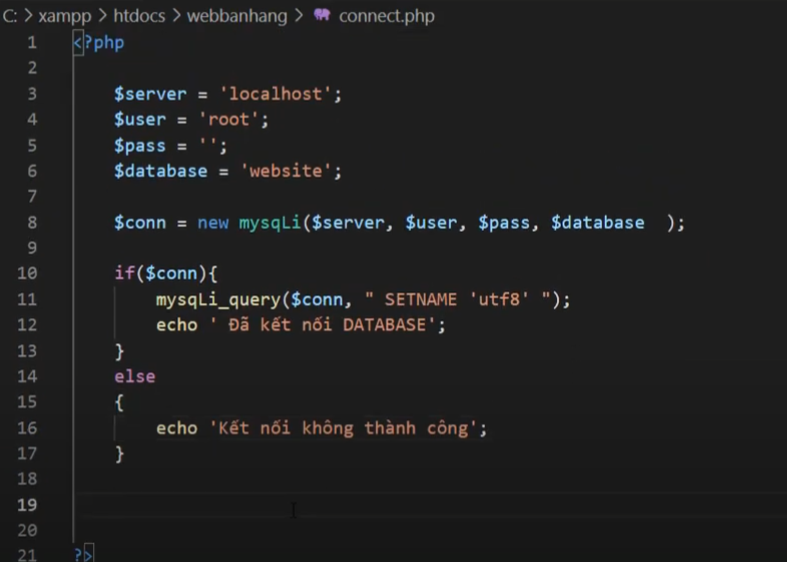 C: > xampp > htdocs > webbanhang > connect.php
1 <?php
2
3 $server = 'localhost';
4 $user = 'root';
5 $pass = '';
6 $database = 'website';
7
8 $conn = new mysqLi($server, $user, $pass, $database  );
9
10 if($conn){
11 mysqLi_query($conn, " SETNAME 'utf8' ");
12 echo ' Đã kết nối DATABASE';
13 }
14 else
15 {
16 echo 'Kết nối không thành công';
17 }
18
19
20
21 ?>